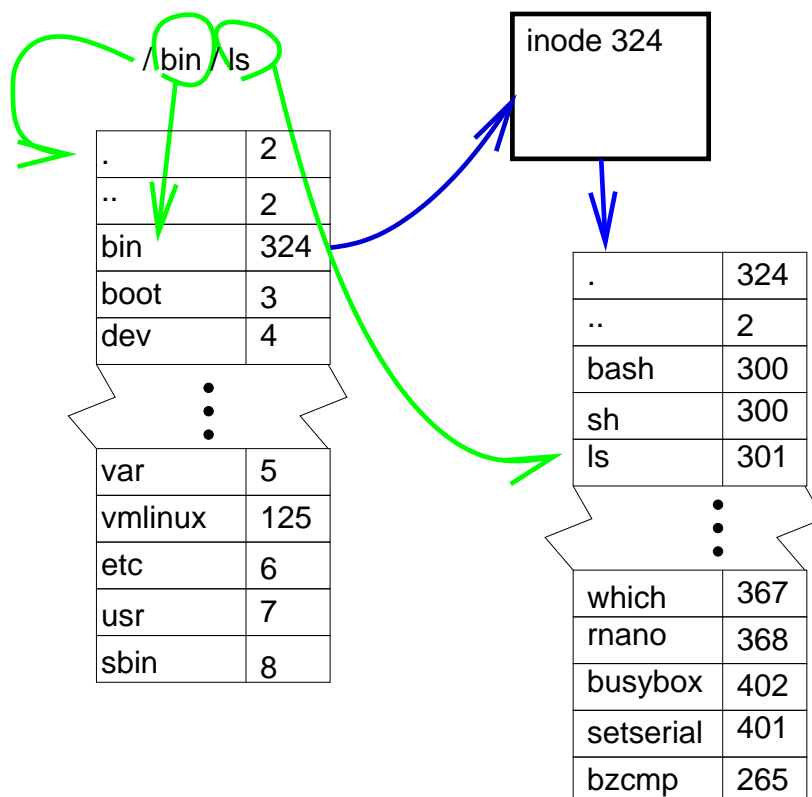 / bin / ls
inode 324
. 2
.. 2
bin 324
boot 3
dev 4
var 5
vmlinux 125
etc 6
usr 7
sbin 8
. 324
.. 2
bash 300
sh 300
ls 301
which 367
rnano 368
busybox 402
setserial 401
bzcmp 265